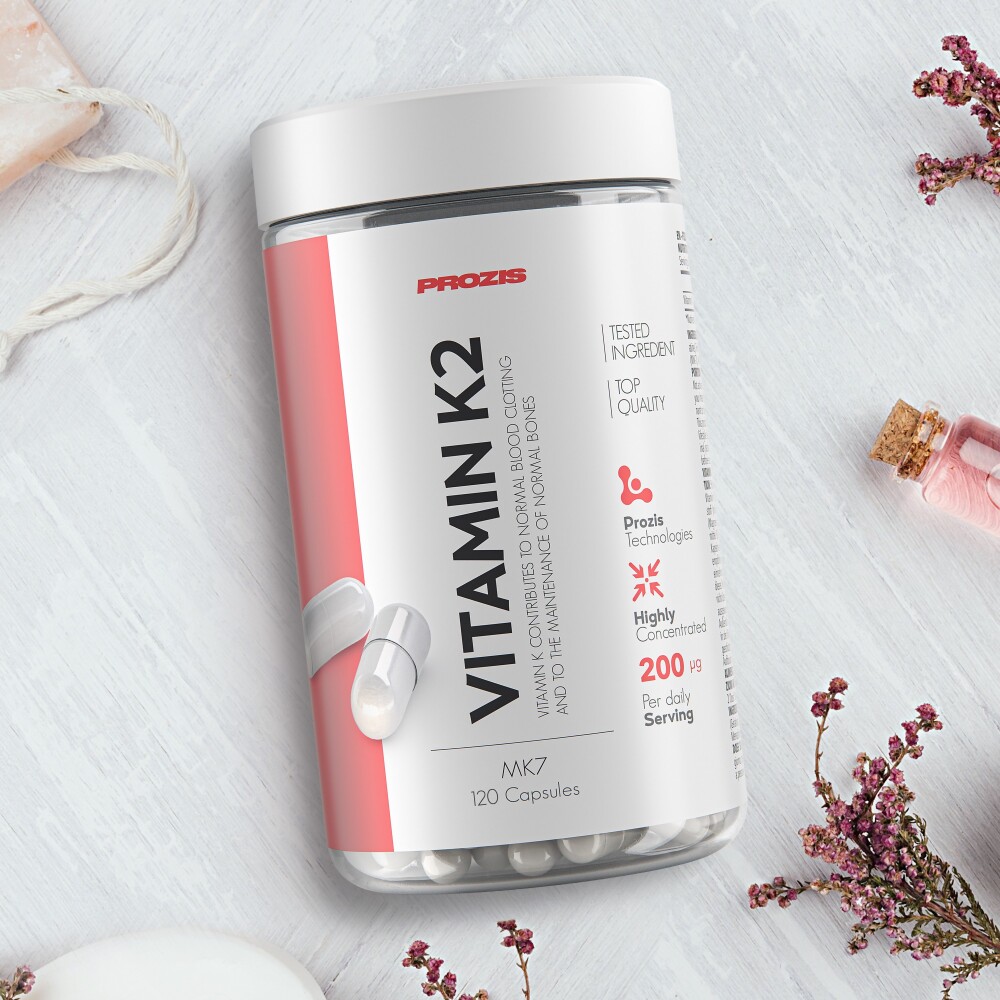 PROZIS
VITAMIN K2
VITAMIN K CONTRIBUTES TO NORMAL BLOOD CLOTTING
AND TO THE MAINTENANCE OF NORMAL BONES
MK7
120 Capsules
TESTED
INGREDIENT
TOP
QUALITY
Prozis
Technologies
Highly
Concentrated
200 µg
Per daily
Serving